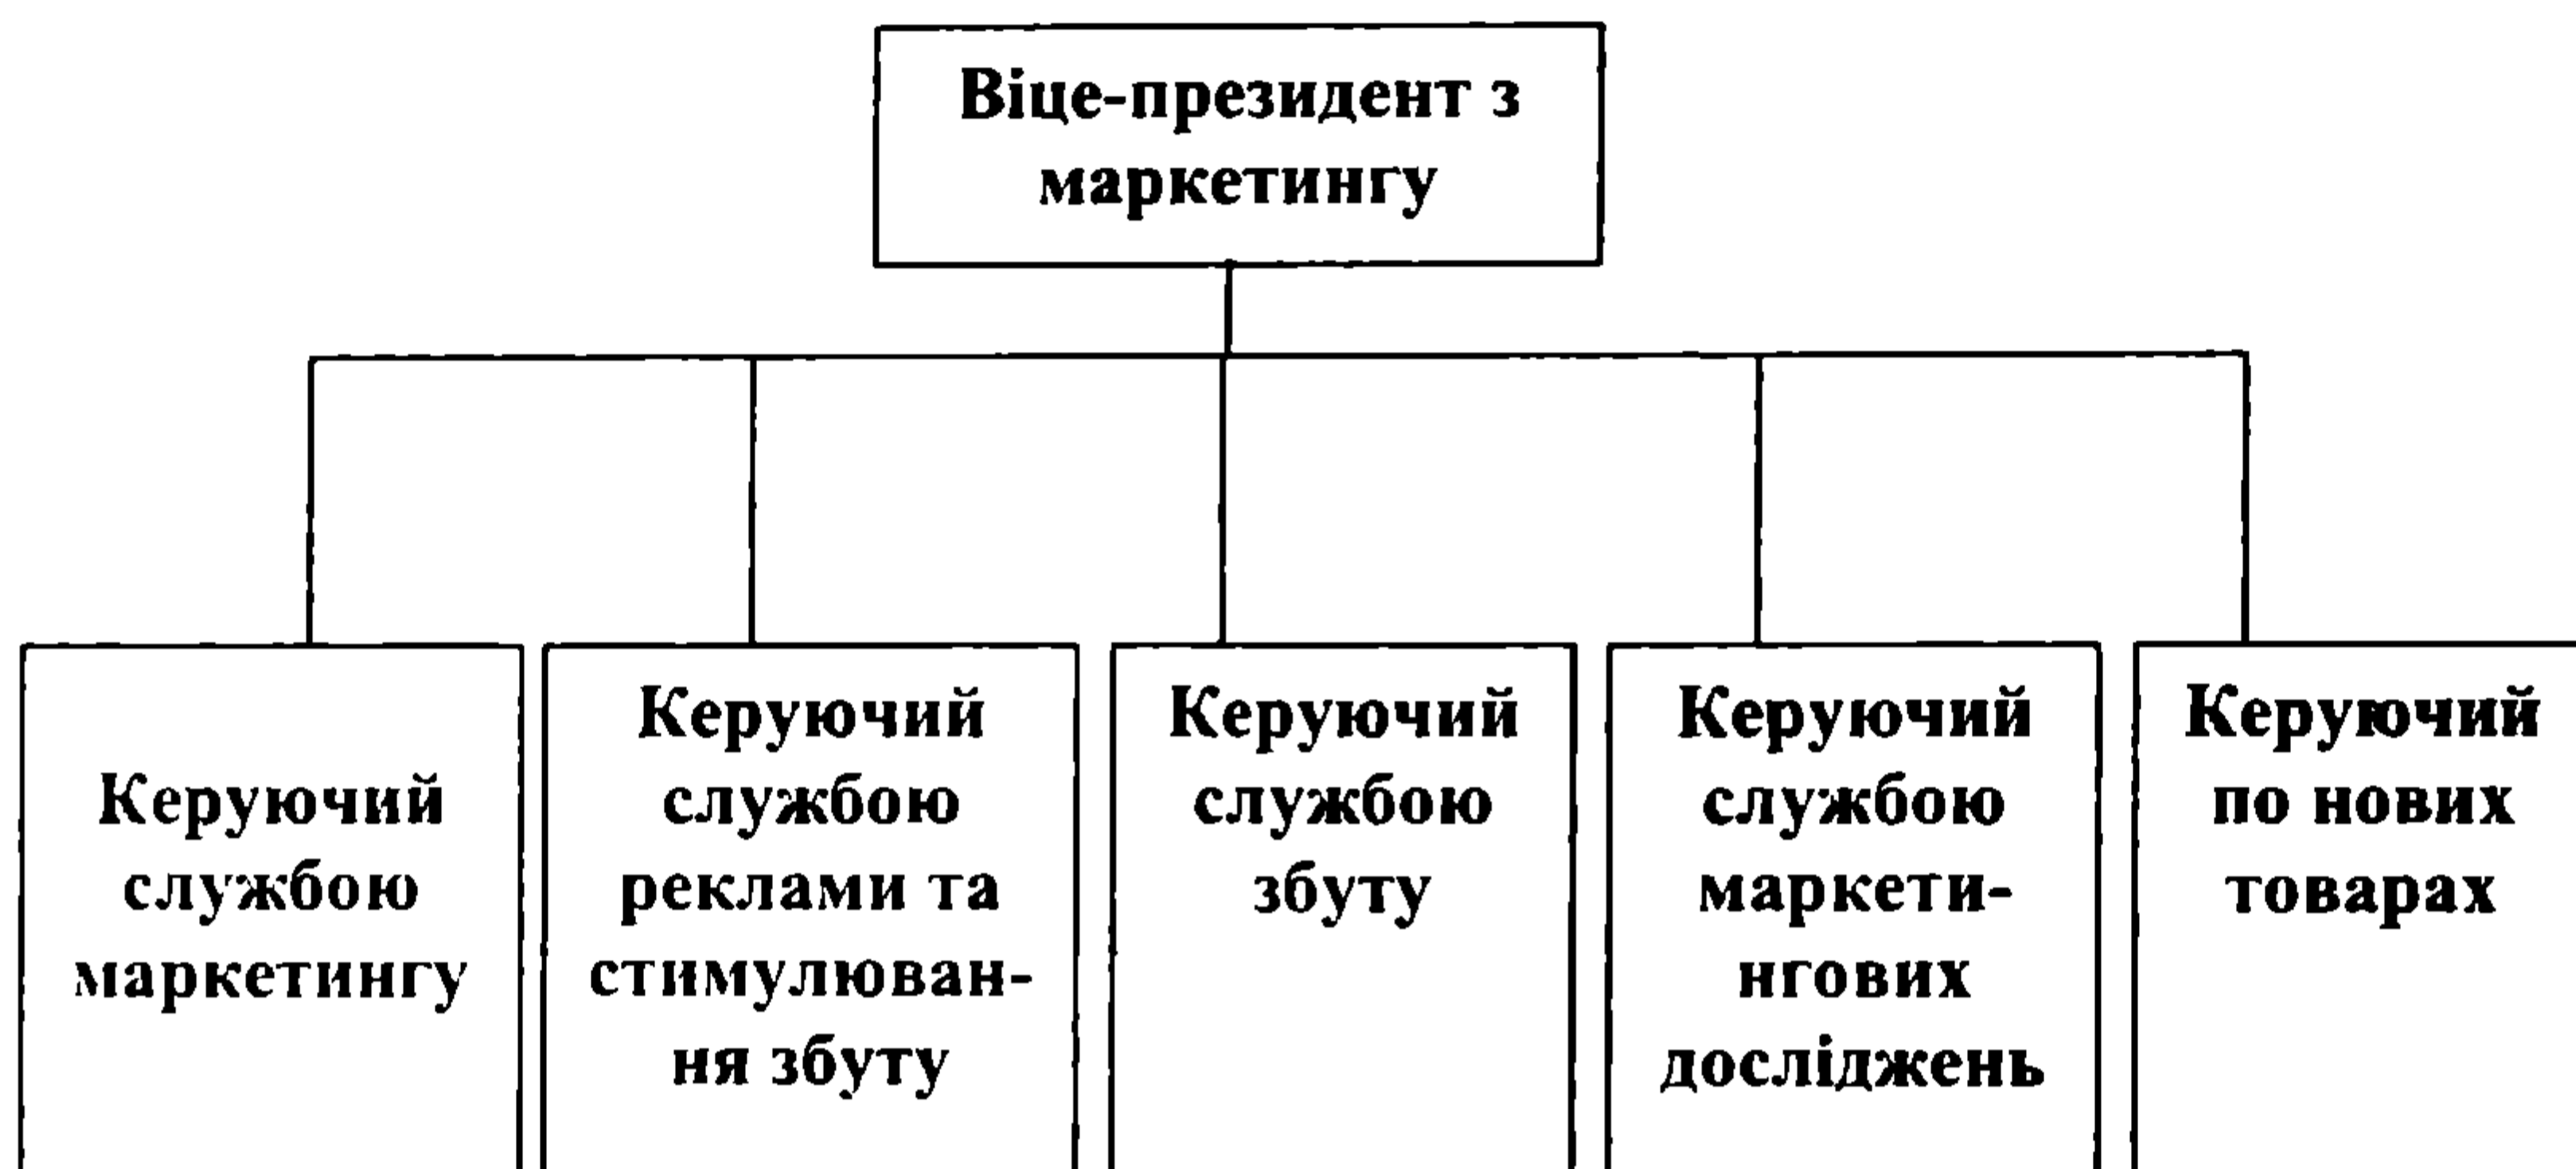 Віце-президент з
маркетингу
Керуючий
службою
маркетингу
Керуючий
службою
реклами та
стимулюван-
ня збуту
Керуючий
службою
збуту
Керуючий
службою
маркети-
нгових
досліджень
Керуючий
по нових
товарах